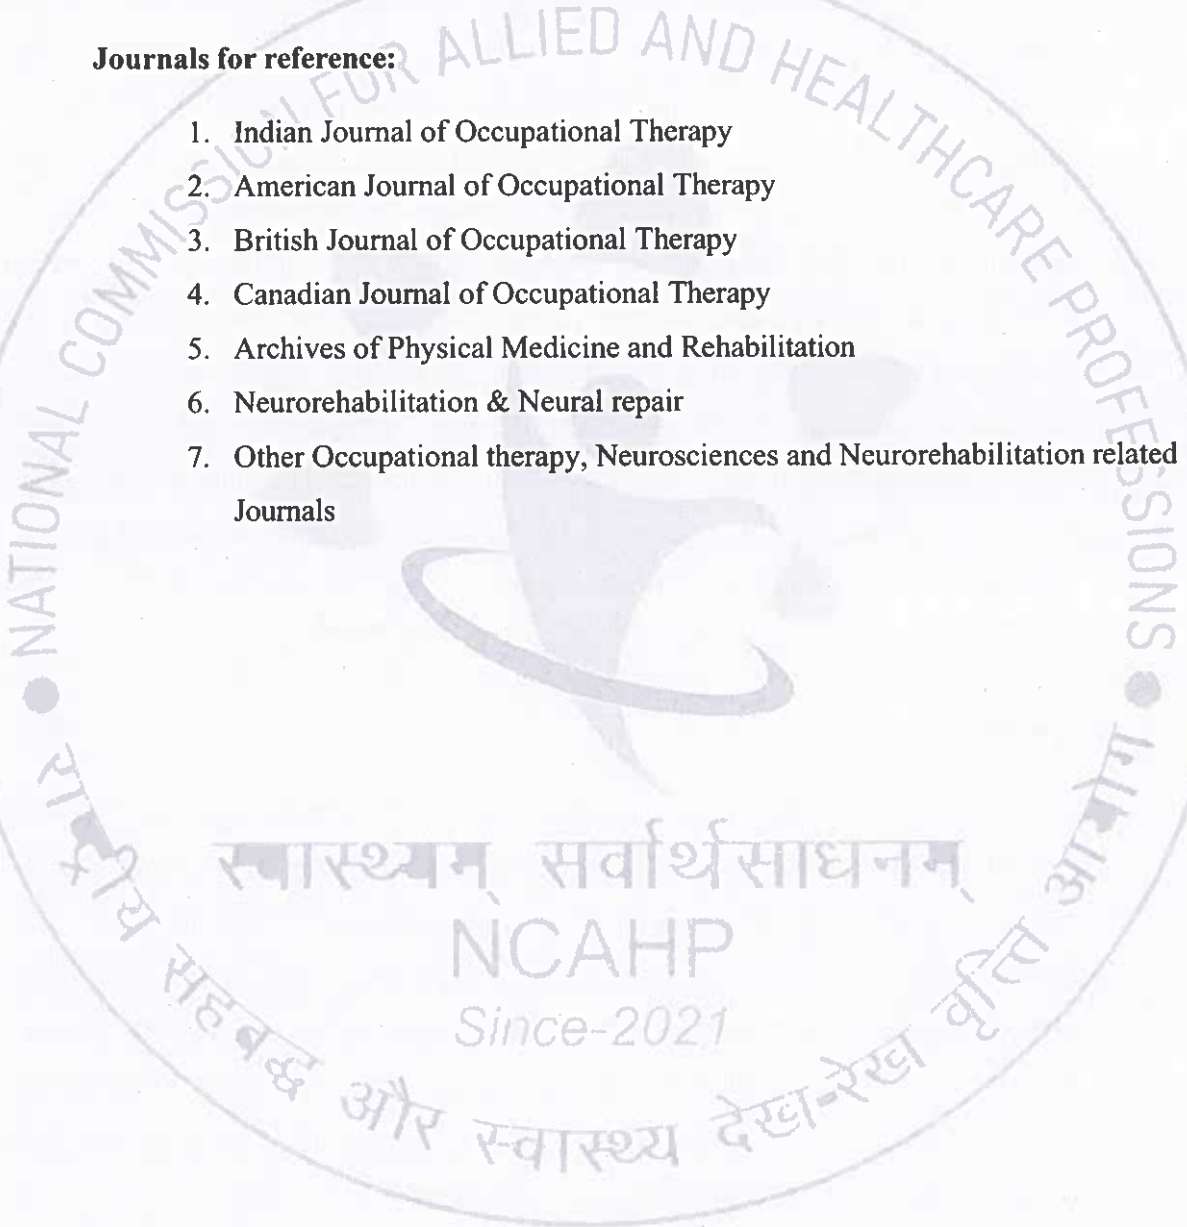 Journals for reference:
1. Indian Journal of Occupational Therapy
2. American Journal of Occupational Therapy
3. British Journal of Occupational Therapy
4. Canadian Journal of Occupational Therapy
5. Archives of Physical Medicine and Rehabilitation
6. Neurorehabilitation & Neural repair
7. Other Occupational therapy, Neurosciences and Neurorehabilitation related
Journals
NATIONAL COMMISSION FOR ALLIED AND HEALTHCARE PROFESSIONS
स्वास्थ्यम् सर्वार्थसाधनम्
NCAHP
Since-2021
राष्ट्रीय सहबद्ध और स्वास्थ्य देख-रेख वृत्ति आयोग